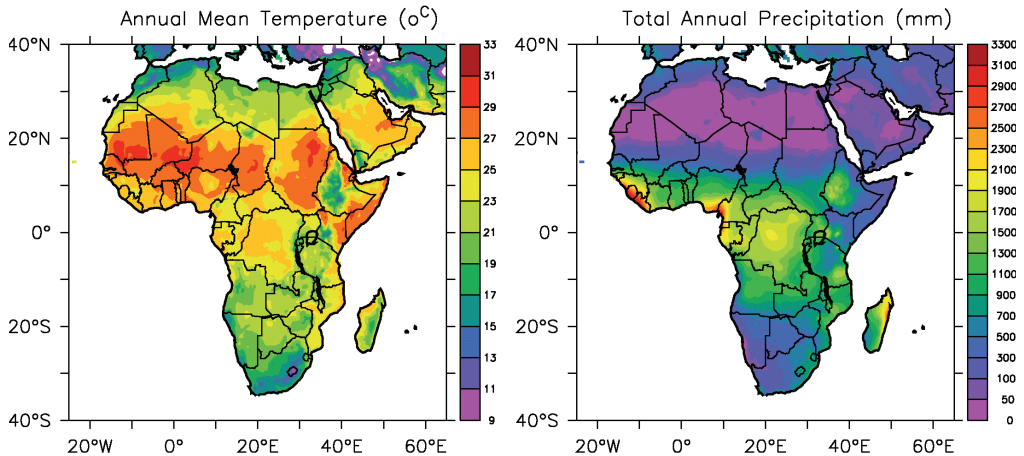 Annual Mean Temperature (oC)
40°N
20°N
0°
20°S
40°S
20°W 0° 20°E 40°E 60°E
33
31
29
27
25
23
21
19
17
15
13
11
9
Total Annual Precipitation (mm)
40°N
20°N
0°
20°S
40°S
20°W 0° 20°E 40°E 60°E
3300
3100
2900
2700
2500
2300
2100
1900
1700
1500
1300
1100
900
700
500
300
100
50
0